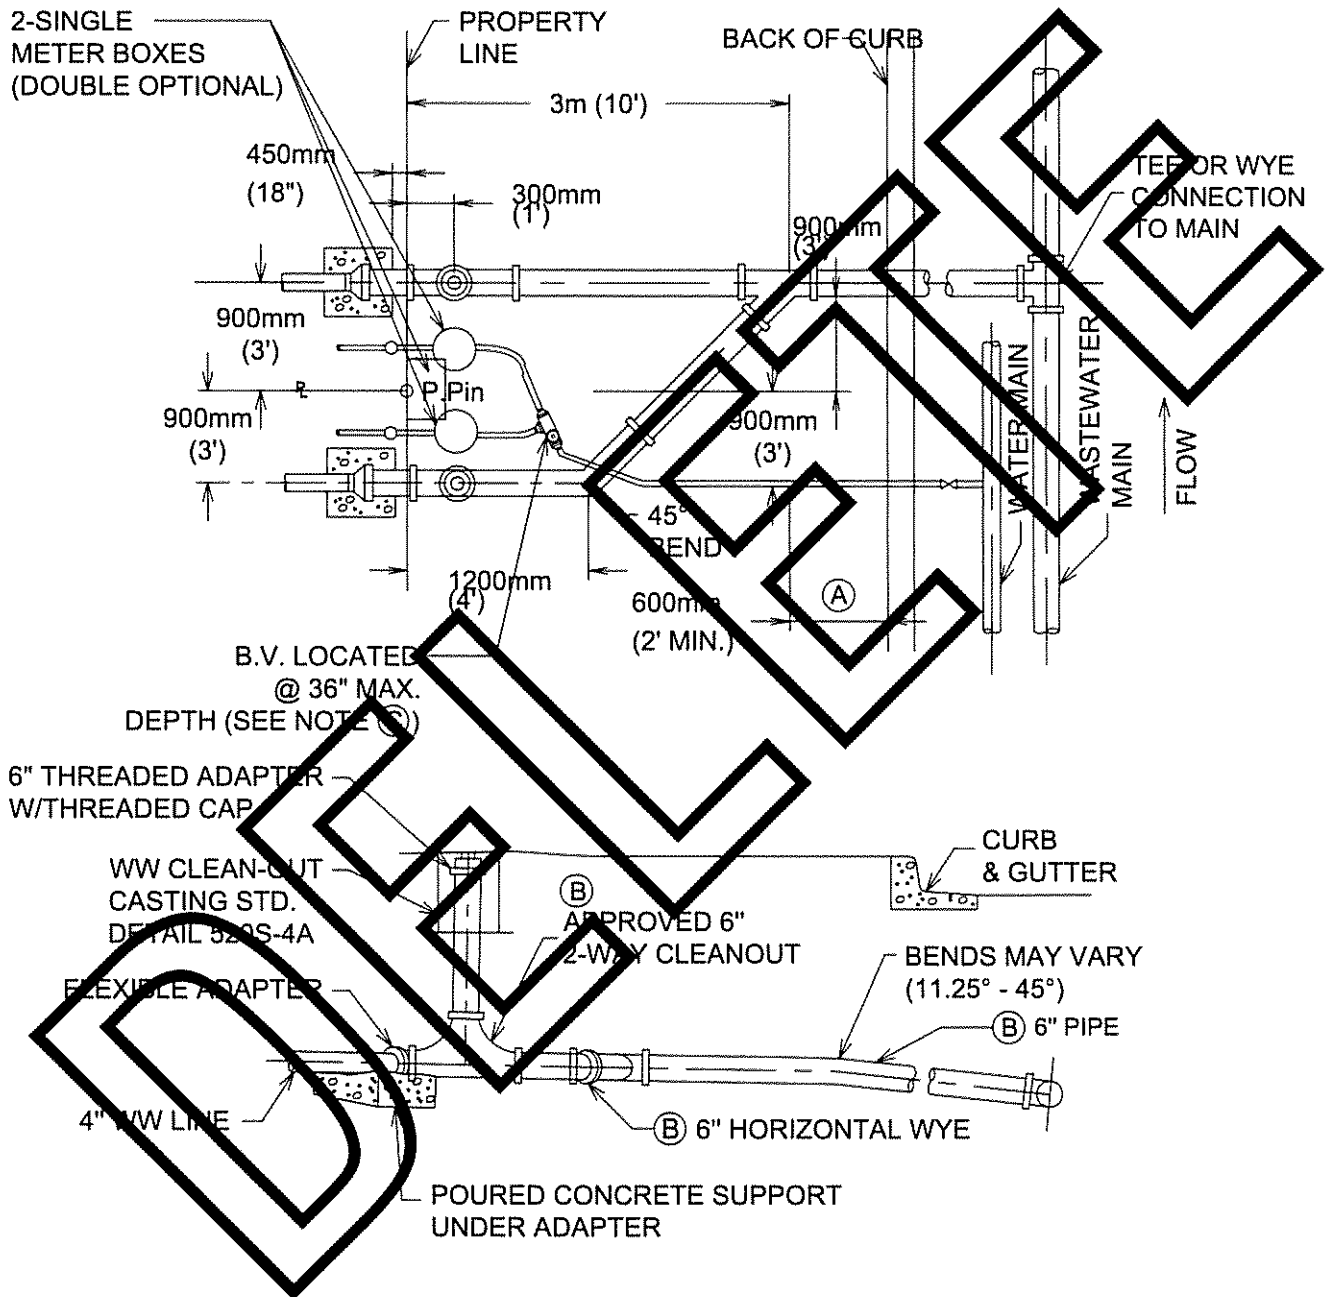 2-SINGLE
METER BOXES
(DOUBLE OPTIONAL)
PROPERTY
LINE
BACK OF CURB
3m (10')
450mm
(18")
300mm
(1')
900mm
(3')
TEE OR WYE
CONNECTION
TO MAIN
900mm
(3')
P.Pin
900mm
(3')
900mm
(3')
WATER MAIN
WASTEWATER
MAIN
FLOW
45°
BEND
1200mm
(4')
600mm
(2' MIN.)
A
B.V. LOCATED
@ 36" MAX.
DEPTH (SEE NOTE C)
6" THREADED ADAPTER
W/THREADED CAP
WW CLEAN-OUT
CASTING STD.
DETAIL 520S-4A
FLEXIBLE ADAPTER
4" WW LINE
B
APPROVED 6"
2-WAY CLEANOUT
CURB
& GUTTER
BENDS MAY VARY
(11.25° - 45°)
B 6" PIPE
B 6" HORIZONTAL WYE
POURED CONCRETE SUPPORT
UNDER ADAPTER
DELETE